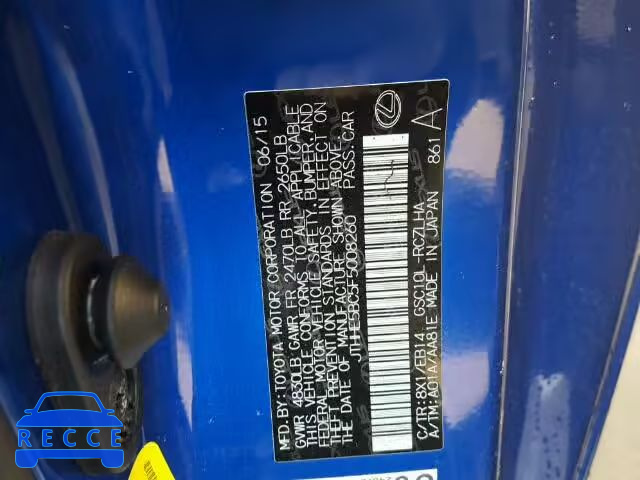 MFD.BY:TOYOTA MOTOR CORPORATION 06/15
GVWR 4830LB GAWR FR 2470LB RR 2650LB
THIS VEHICLE CONFORMS TO ALL APPLICABLE
FEDERAL MOTOR VEHICLE SAFETY,BUMPER,AND
THEFT PREVENTION STANDARDS IN EFFECT ON
THE DATE OF MANUFACTURE SHOWN ABOVE.
JTHHE5BC3F5008260 PASS.CAR
C/TR:8X1/EB14 GSC10L-RCZLHA
A/TM:A01A/AA81E MADE IN JAPAN 861
RECCE